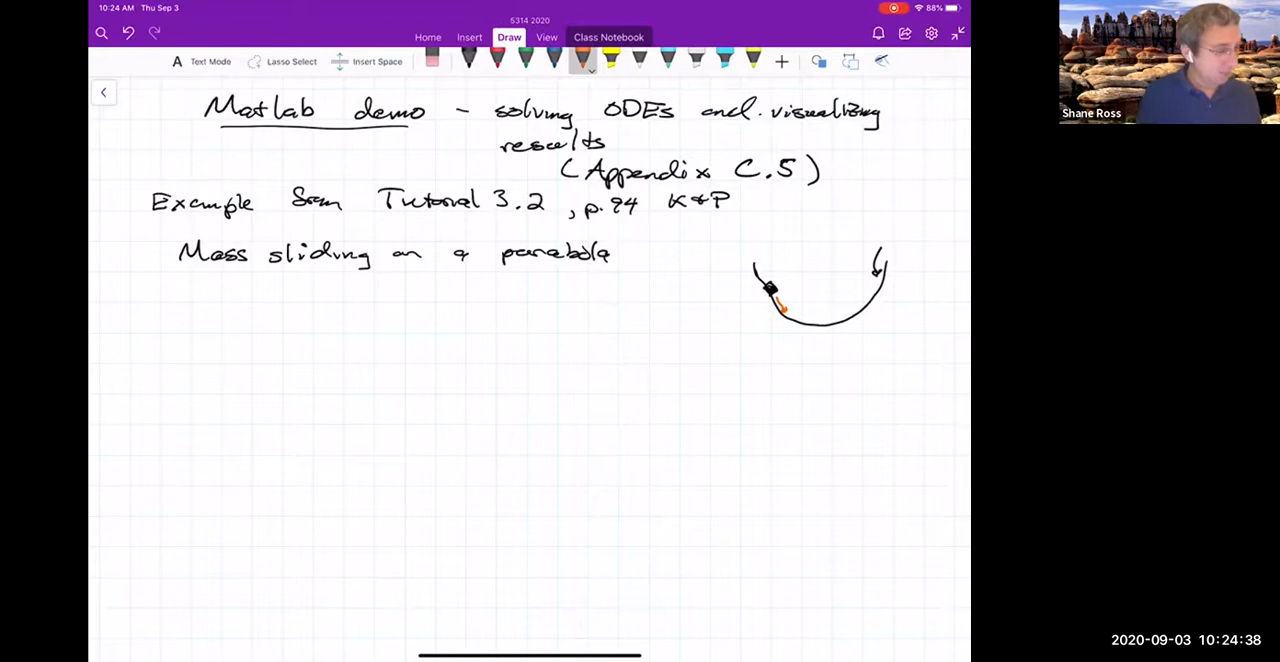 10:24 AM Thu Sep 3
88%
5314 2020
Home Insert Draw View Class Notebook
Text Mode Lasso Select Insert Space
Shane Ross
Matlab demo - solving ODEs and visualizing
results
(Appendix C.5)
Example from Tutorial 3.2, p.94 K&P
Mass sliding on a parabola
2020-09-03 10:24:38